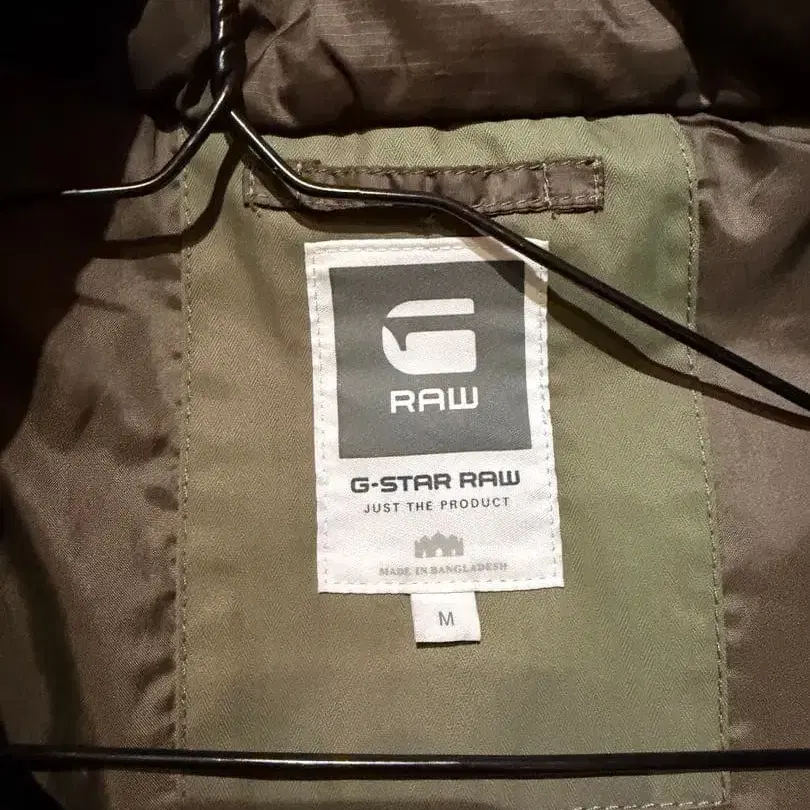 RAW
G-STAR RAW
JUST THE PRODUCT
MADE IN BANGLADESH
M